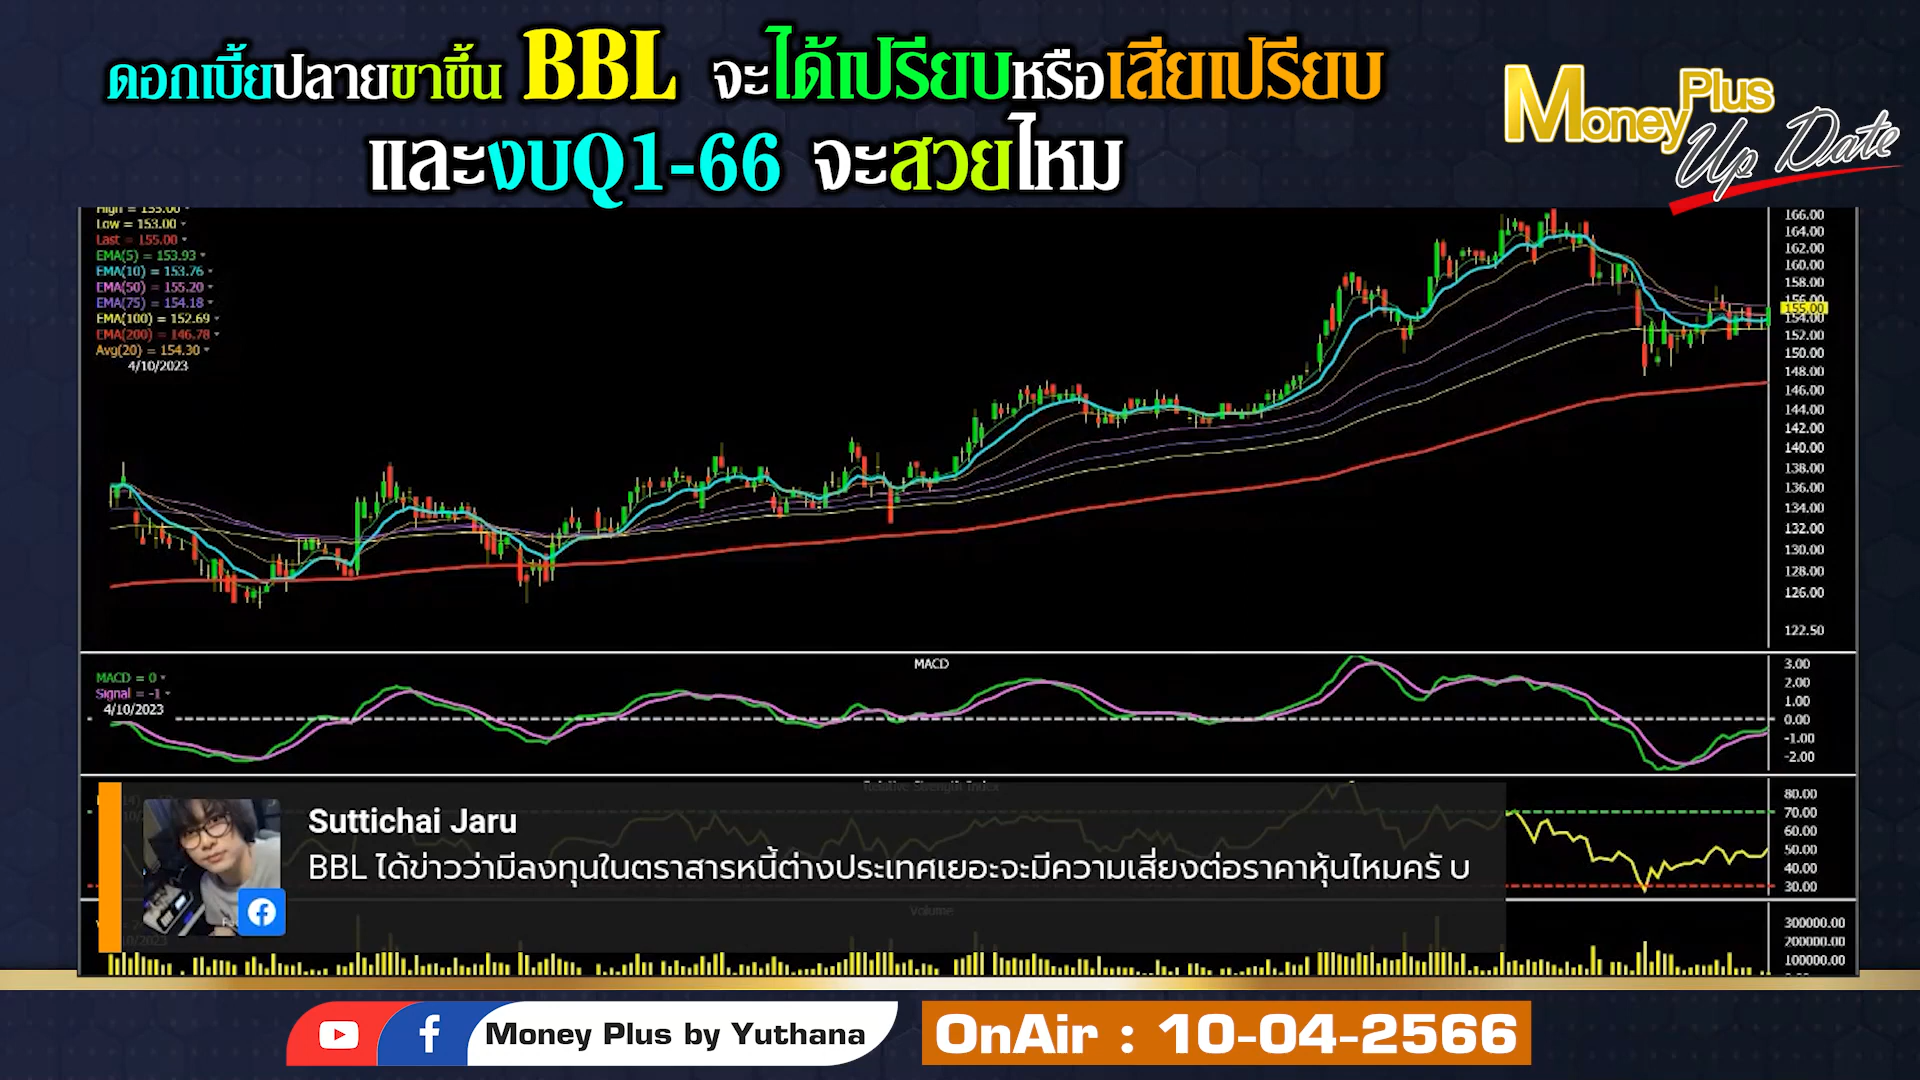 ดอกเบี้ยปลายขาขึ้น BBL จะได้เปรียบหรือเสียเปรียบ
และงบQ1-66 จะสวยไหม
Money Plus
Up Date
High = 155.00
Low = 153.00
Last = 155.00
EMA(5) = 153.93
EMA(10) = 153.76
EMA(50) = 155.20
EMA(75) = 154.18
EMA(100) = 152.69
EMA(200) = 146.78
Avg(20) = 154.30
4/10/2023
166.00
164.00
162.00
160.00
158.00
156.00
155.00
154.00
152.00
150.00
148.00
146.00
144.00
142.00
140.00
138.00
136.00
134.00
132.00
130.00
128.00
126.00
122.50
MACD
MACD = 0
Signal = -1
4/10/2023
3.00
2.00
1.00
0.00
-1.00
-2.00
Relative Strength Index
80.00
70.00
60.00
50.00
40.00
30.00
Suttichai Jaru
BBL ได้ข่าวว่ามีลงทุนในตราสารหนี้ต่างประเทศเยอะจะมีความเสี่ยงต่อราคาหุ้นไหมครั บ
Volume
300000.00
200000.00
100000.00
Money Plus by Yuthana
OnAir : 10-04-2566